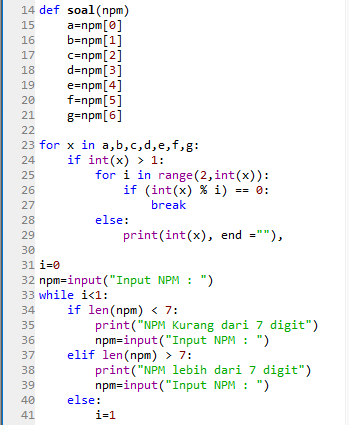 14 def soal(npm)
15     a=npm[0]
16     b=npm[1]
17     c=npm[2]
18     d=npm[3]
19     e=npm[4]
20     f=npm[5]
21     g=npm[6]
22
23 for x in a,b,c,d,e,f,g:
24     if int(x) > 1:
25         for i in range(2,int(x)):
26             if (int(x) % i) == 0:
27                 break
28         else:
29             print(int(x), end =""),
30
31 i=0
32 npm=input("Input NPM : ")
33 while i<1:
34     if len(npm) < 7:
35         print("NPM Kurang dari 7 digit")
36         npm=input("Input NPM : ")
37     elif len(npm) > 7:
38         print("NPM lebih dari 7 digit")
39         npm=input("Input NPM : ")
40     else:
41         i=1